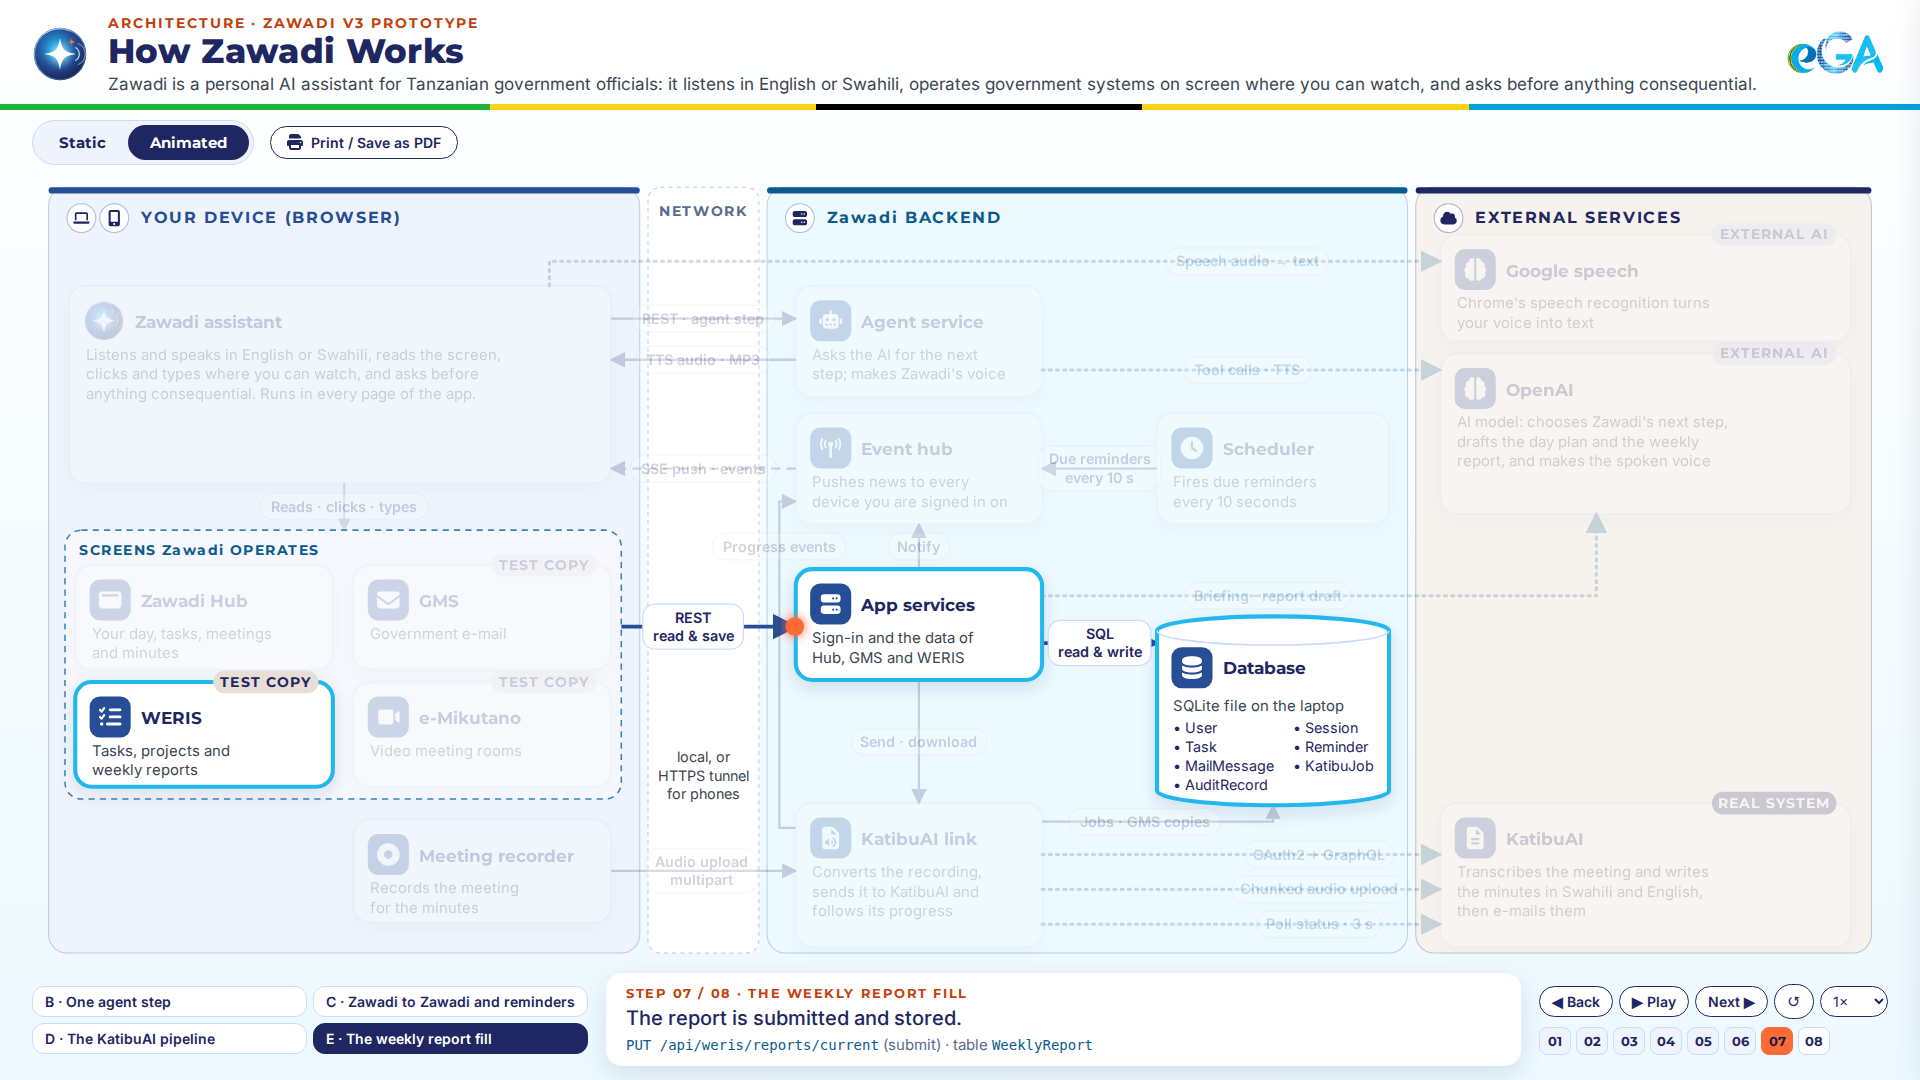 ARCHITECTURE · ZAWADI V3 PROTOTYPE
How Zawadi Works
Zawadi is a personal AI assistant for Tanzanian government officials: it listens in English or Swahili, operates government systems on screen where you can watch, and asks before anything consequential.
eGA
Static
Animated
Print / Save as PDF
YOUR DEVICE (BROWSER)
NETWORK
Zawadi BACKEND
EXTERNAL SERVICES
Zawadi assistant
Listens and speaks in English or Swahili, reads the screen,
clicks and types where you can watch, and asks before
anything consequential. Runs in every page of the app.
Reads · clicks · types
SCREENS Zawadi OPERATES
Zawadi Hub
Your day, tasks, meetings
and minutes
TEST COPY
GMS
Government e-mail
TEST COPY
WERIS
Tasks, projects and
weekly reports
TEST COPY
e-Mikutano
Video meeting rooms
Meeting recorder
Records the meeting
for the minutes
REST · agent step
TTS audio · MP3
SSE push · events
Progress events
REST
read & save
local, or
HTTPS tunnel
for phones
Audio upload
multipart
Speech audio → text
Agent service
Asks the AI for the next
step; makes Zawadi's voice
Tool calls · TTS
Event hub
Pushes news to every
device you are signed in on
Due reminders
every 10 s
Scheduler
Fires due reminders
every 10 seconds
Notify
App services
Sign-in and the data of
Hub, GMS and WERIS
Briefing · report draft
SQL
read & write
Database
SQLite file on the laptop
• User
• Session
• Task
• Reminder
• MailMessage
• KatibuJob
• AuditRecord
Send · download
KatibuAI link
Converts the recording,
sends it to KatibuAI and
follows its progress
Jobs · GMS copies
OAuth2 + GraphQL
Chunked audio upload
Poll status · 3 s
EXTERNAL AI
Google speech
Chrome's speech recognition turns
your voice into text
EXTERNAL AI
OpenAI
AI model: chooses Zawadi's next step,
drafts the day plan and the weekly
report, and makes the spoken voice
REAL SYSTEM
KatibuAI
Transcribes the meeting and writes
the minutes in Swahili and English,
then e-mails them
B · One agent step
C · Zawadi to Zawadi and reminders
D · The KatibuAI pipeline
E · The weekly report fill
STEP 07 / 08 · THE WEEKLY REPORT FILL
The report is submitted and stored.
PUT /api/weris/reports/current (submit) · table WeeklyReport
◀ Back
▶ Play
Next ▶
↺
1×
01
02
03
04
05
06
07
08